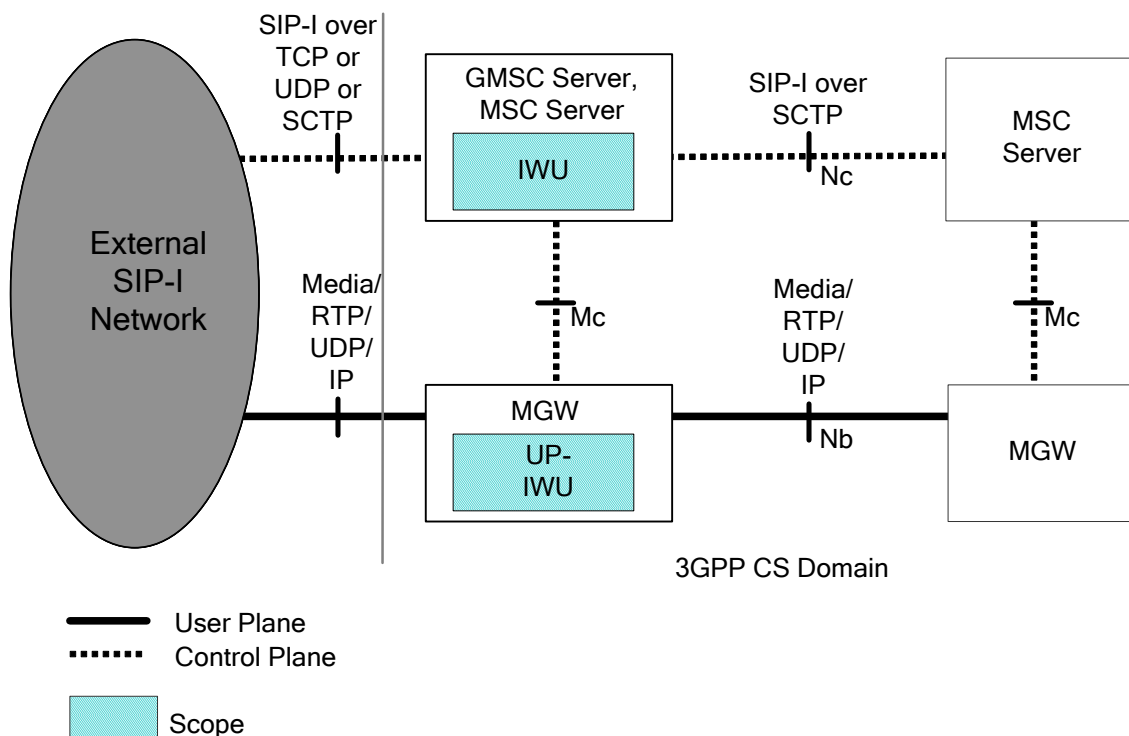 SIP-I over
TCP or
UDP or
SCTP
GMSC Server,
MSC Server
IWU
SIP-I over
SCTP
Nc
MSC
Server
External
SIP-I
Network
Media/
RTP/
UDP/
IP
Mc
Media/
RTP/
UDP/
IP
Mc
MGW
UP-
IWU
Nb
MGW
3GPP CS Domain
User Plane
Control Plane
Scope